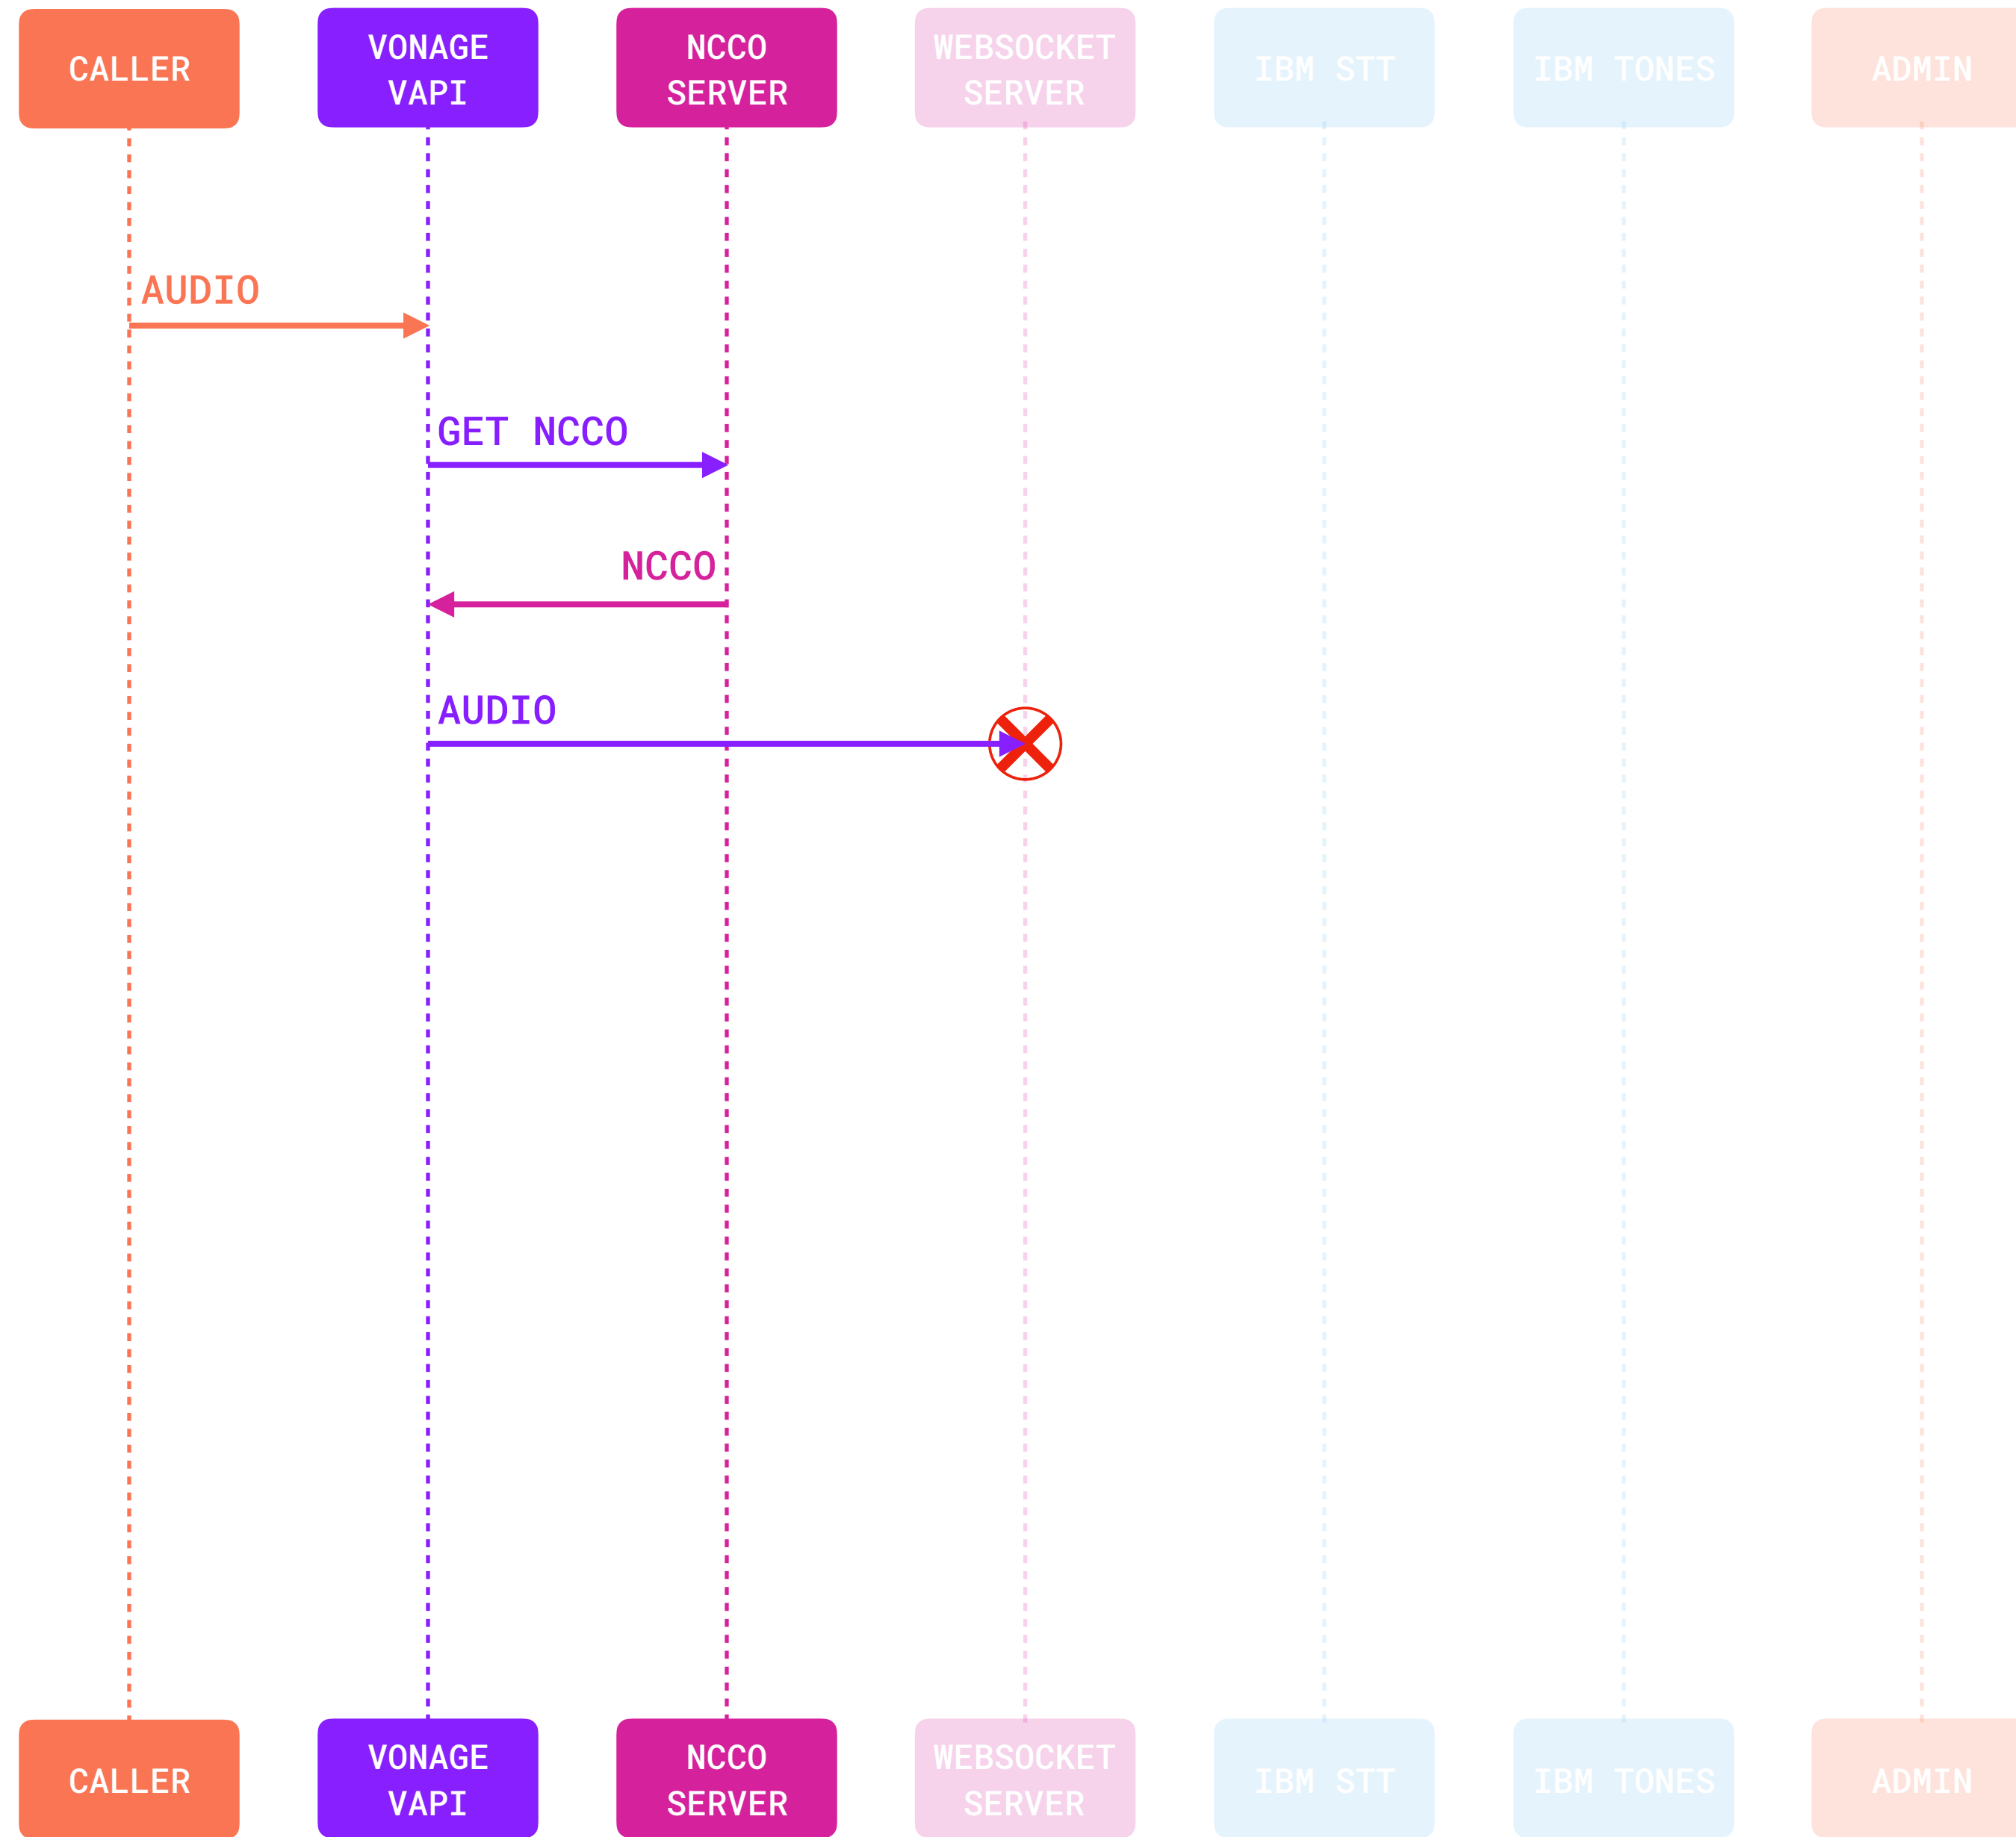 CALLER
VONAGE
VAPI
NCCO
SERVER
WEBSOCKET
SERVER
IBM STT
IBM TONES
ADMIN
AUDIO
GET NCCO
NCCO
AUDIO
CALLER
VONAGE
VAPI
NCCO
SERVER
WEBSOCKET
SERVER
IBM STT
IBM TONES
ADMIN